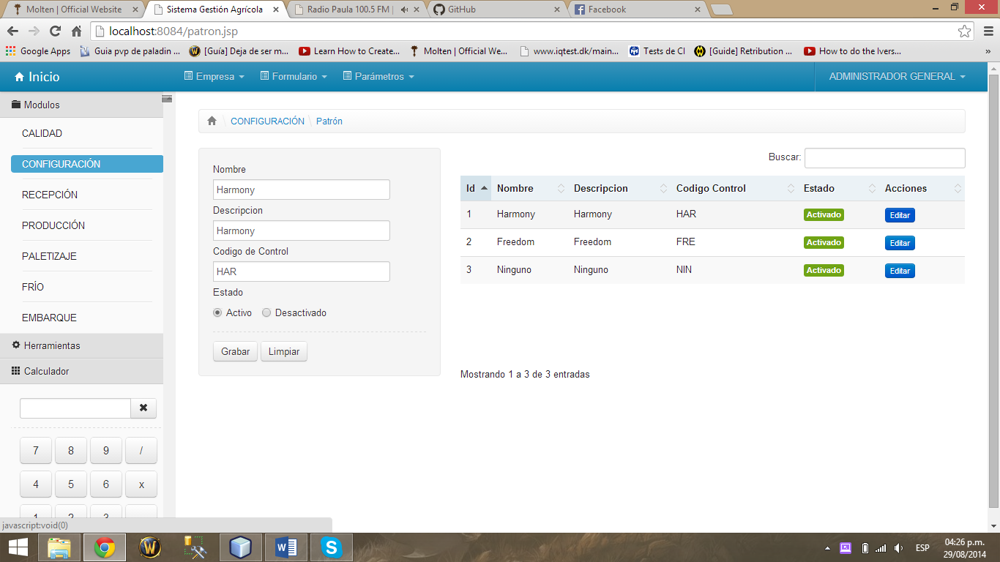 Molten | Official Website
Sistema Gestión Agrícola
Radio Paula 100.5 FM |
GitHub
Facebook
localhost:8084/patron.jsp
Google Apps
Guia pvp de paladin ...
[Guía] Deja de ser m...
Learn How to Create...
Molten | Official We...
www.iqtest.dk/main...
Tests de CI
[Guide] Retribution ...
How to do the Ivers...
»
Inicio
Empresa
Formulario
Parámetros
ADMINISTRADOR GENERAL
Modulos
CALIDAD
CONFIGURACIÓN
RECEPCIÓN
PRODUCCIÓN
PALETIZAJE
FRÍO
EMBARQUE
Herramientas
Calculador
7 8 9 /
4 5 6 x
1 2 3
javascript:void(0)
CONFIGURACIÓN \ Patrón
Nombre
Harmony
Descripcion
Harmony
Codigo de Control
HAR
Estado
Activo Desactivado
Grabar Limpiar
Buscar:
Id Nombre Descripcion Codigo Control Estado Acciones
1 Harmony Harmony HAR Activado Editar
2 Freedom Freedom FRE Activado Editar
3 Ninguno Ninguno NIN Activado Editar
Mostrando 1 a 3 de 3 entradas
ESP
04:26 p.m.
29/08/2014